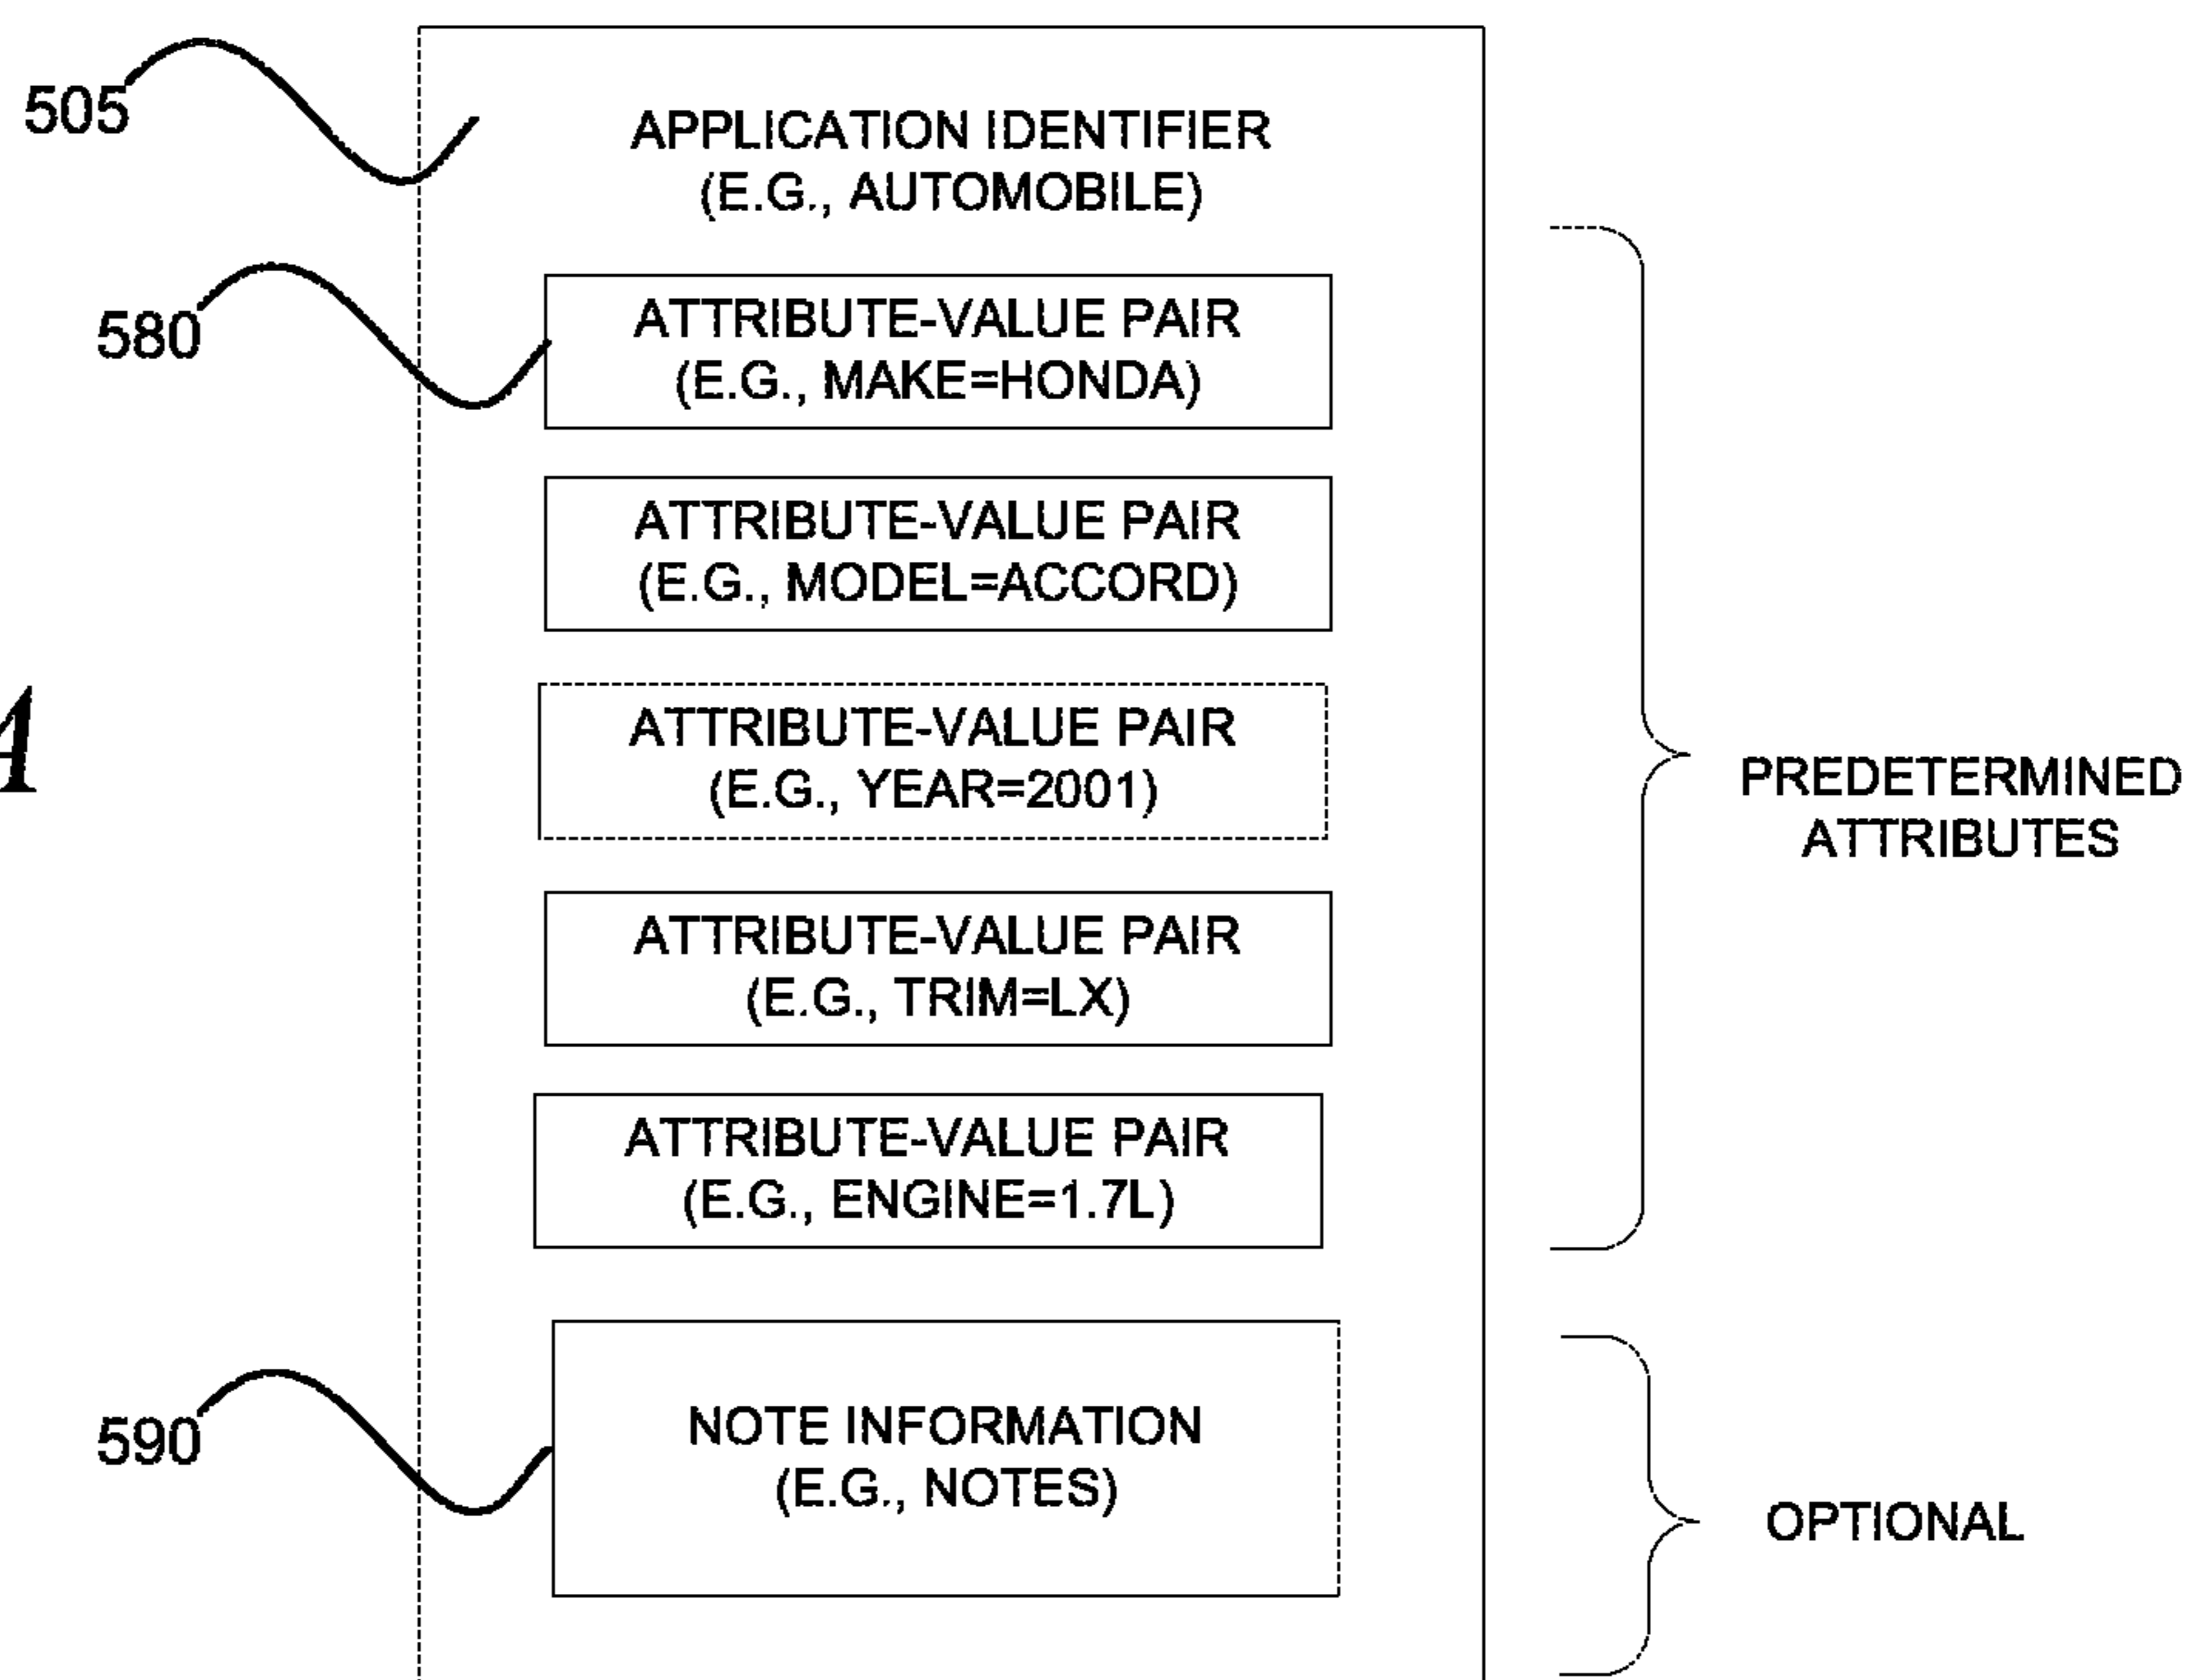 505
APPLICATION IDENTIFIER
(E.G., AUTOMOBILE)
580
ATTRIBUTE-VALUE PAIR
(E.G., MAKE=HONDA)
ATTRIBUTE-VALUE PAIR
(E.G., MODEL=ACCORD)
A
ATTRIBUTE-VALUE PAIR
(E.G., YEAR=2001)
PREDETERMINED
ATTRIBUTES
ATTRIBUTE-VALUE PAIR
(E.G., TRIM=LX)
ATTRIBUTE-VALUE PAIR
(E.G., ENGINE=1.7L)
590
NOTE INFORMATION
(E.G., NOTES)
OPTIONAL